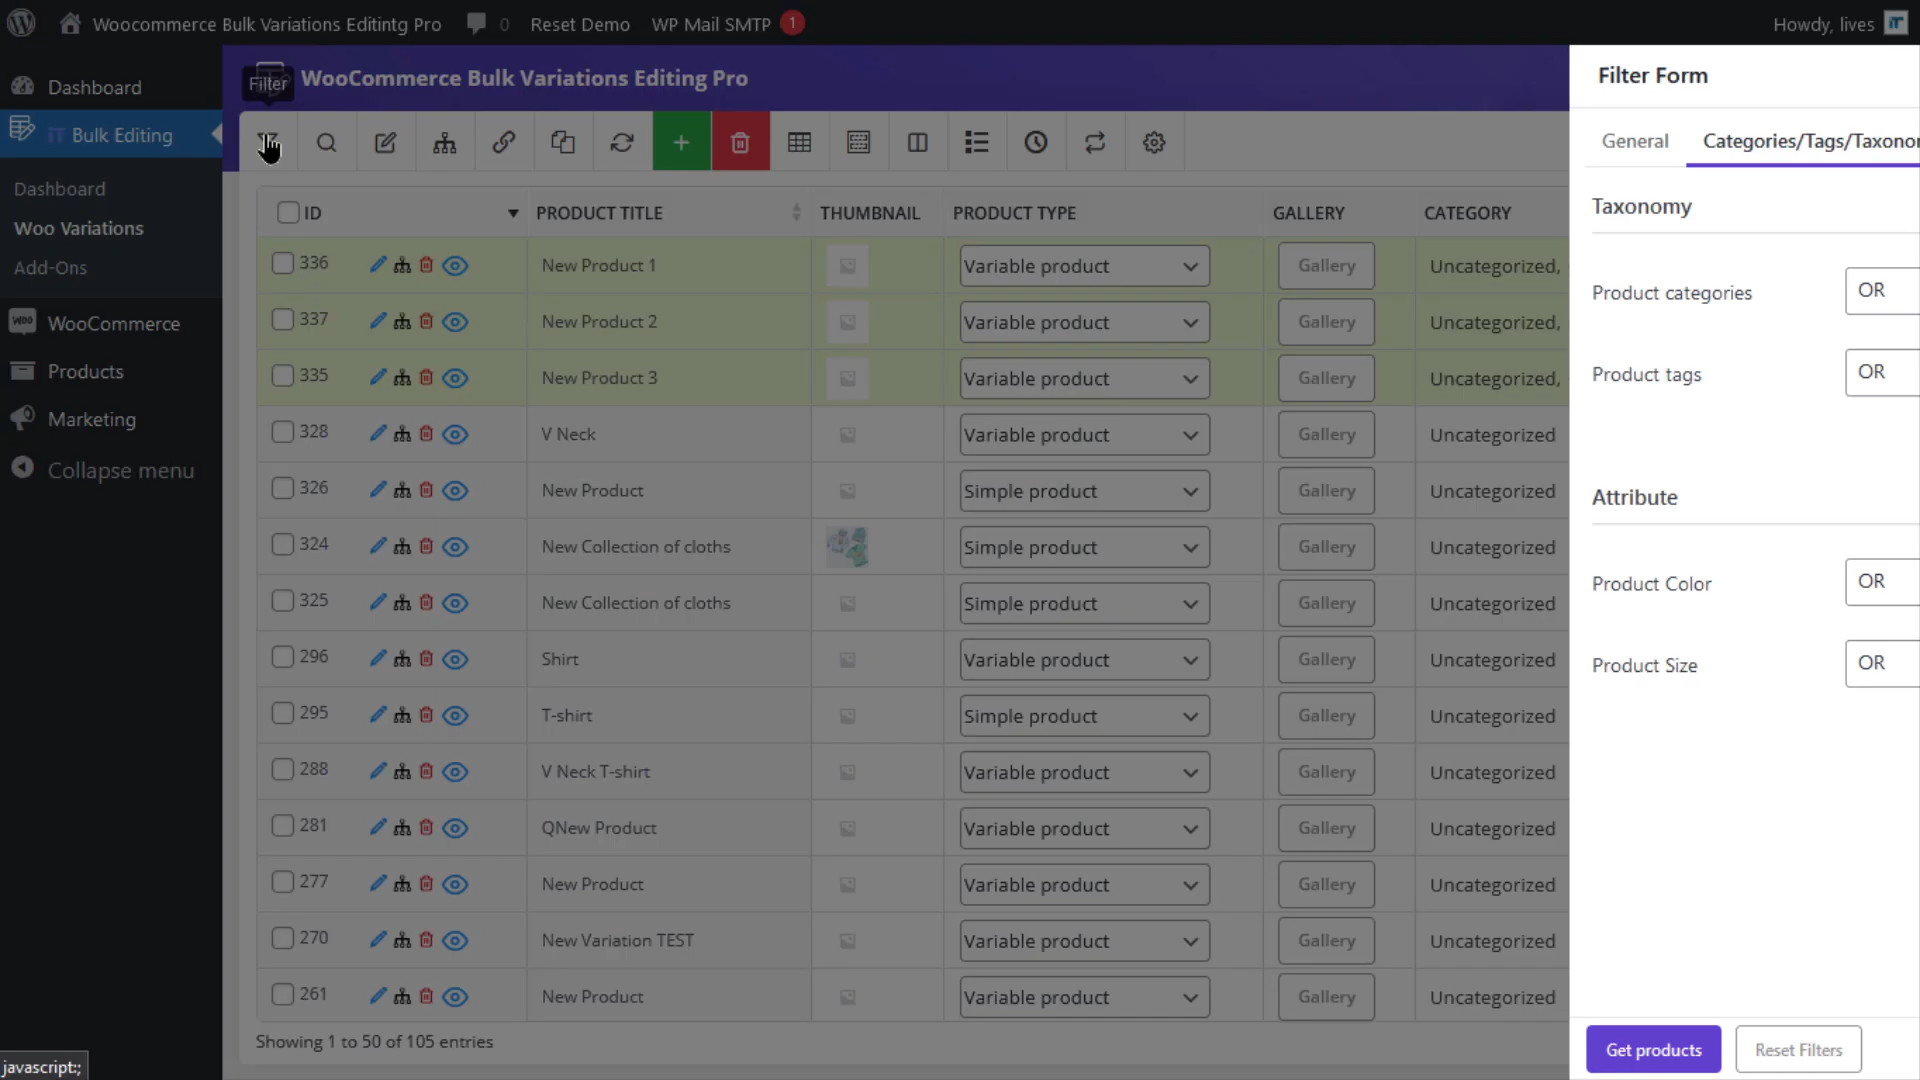 Woocommerce Bulk Variations Editintg Pro 0 Reset Demo WP Mail SMTP 1 Howdy, lives iT
Dashboard
iT Bulk Editing
Dashboard
Woo Variations
Add-Ons
WOO WooCommerce
Products
Marketing
Collapse menu
Filter
WooCommerce Bulk Variations Editing Pro
ID PRODUCT TITLE THUMBNAIL PRODUCT TYPE GALLERY CATEGORY
336 New Product 1 Variable product Gallery Uncategorized,
337 New Product 2 Variable product Gallery Uncategorized,
335 New Product 3 Variable product Gallery Uncategorized,
328 V Neck Variable product Gallery Uncategorized
326 New Product Simple product Gallery Uncategorized
324 New Collection of cloths Simple product Gallery Uncategorized
325 New Collection of cloths Simple product Gallery Uncategorized
296 Shirt Variable product Gallery Uncategorized
295 T-shirt Simple product Gallery Uncategorized
288 V Neck T-shirt Variable product Gallery Uncategorized
281 QNew Product Variable product Gallery Uncategorized
277 New Product Variable product Gallery Uncategorized
270 New Variation TEST Variable product Gallery Uncategorized
261 New Product Variable product Gallery Uncategorized
Showing 1 to 50 of 105 entries
javascript:;
Filter Form
General Categories/Tags/Taxonom
Taxonomy
Product categories OR
Product tags OR
Attribute
Product Color OR
Product Size OR
Get products Reset Filters